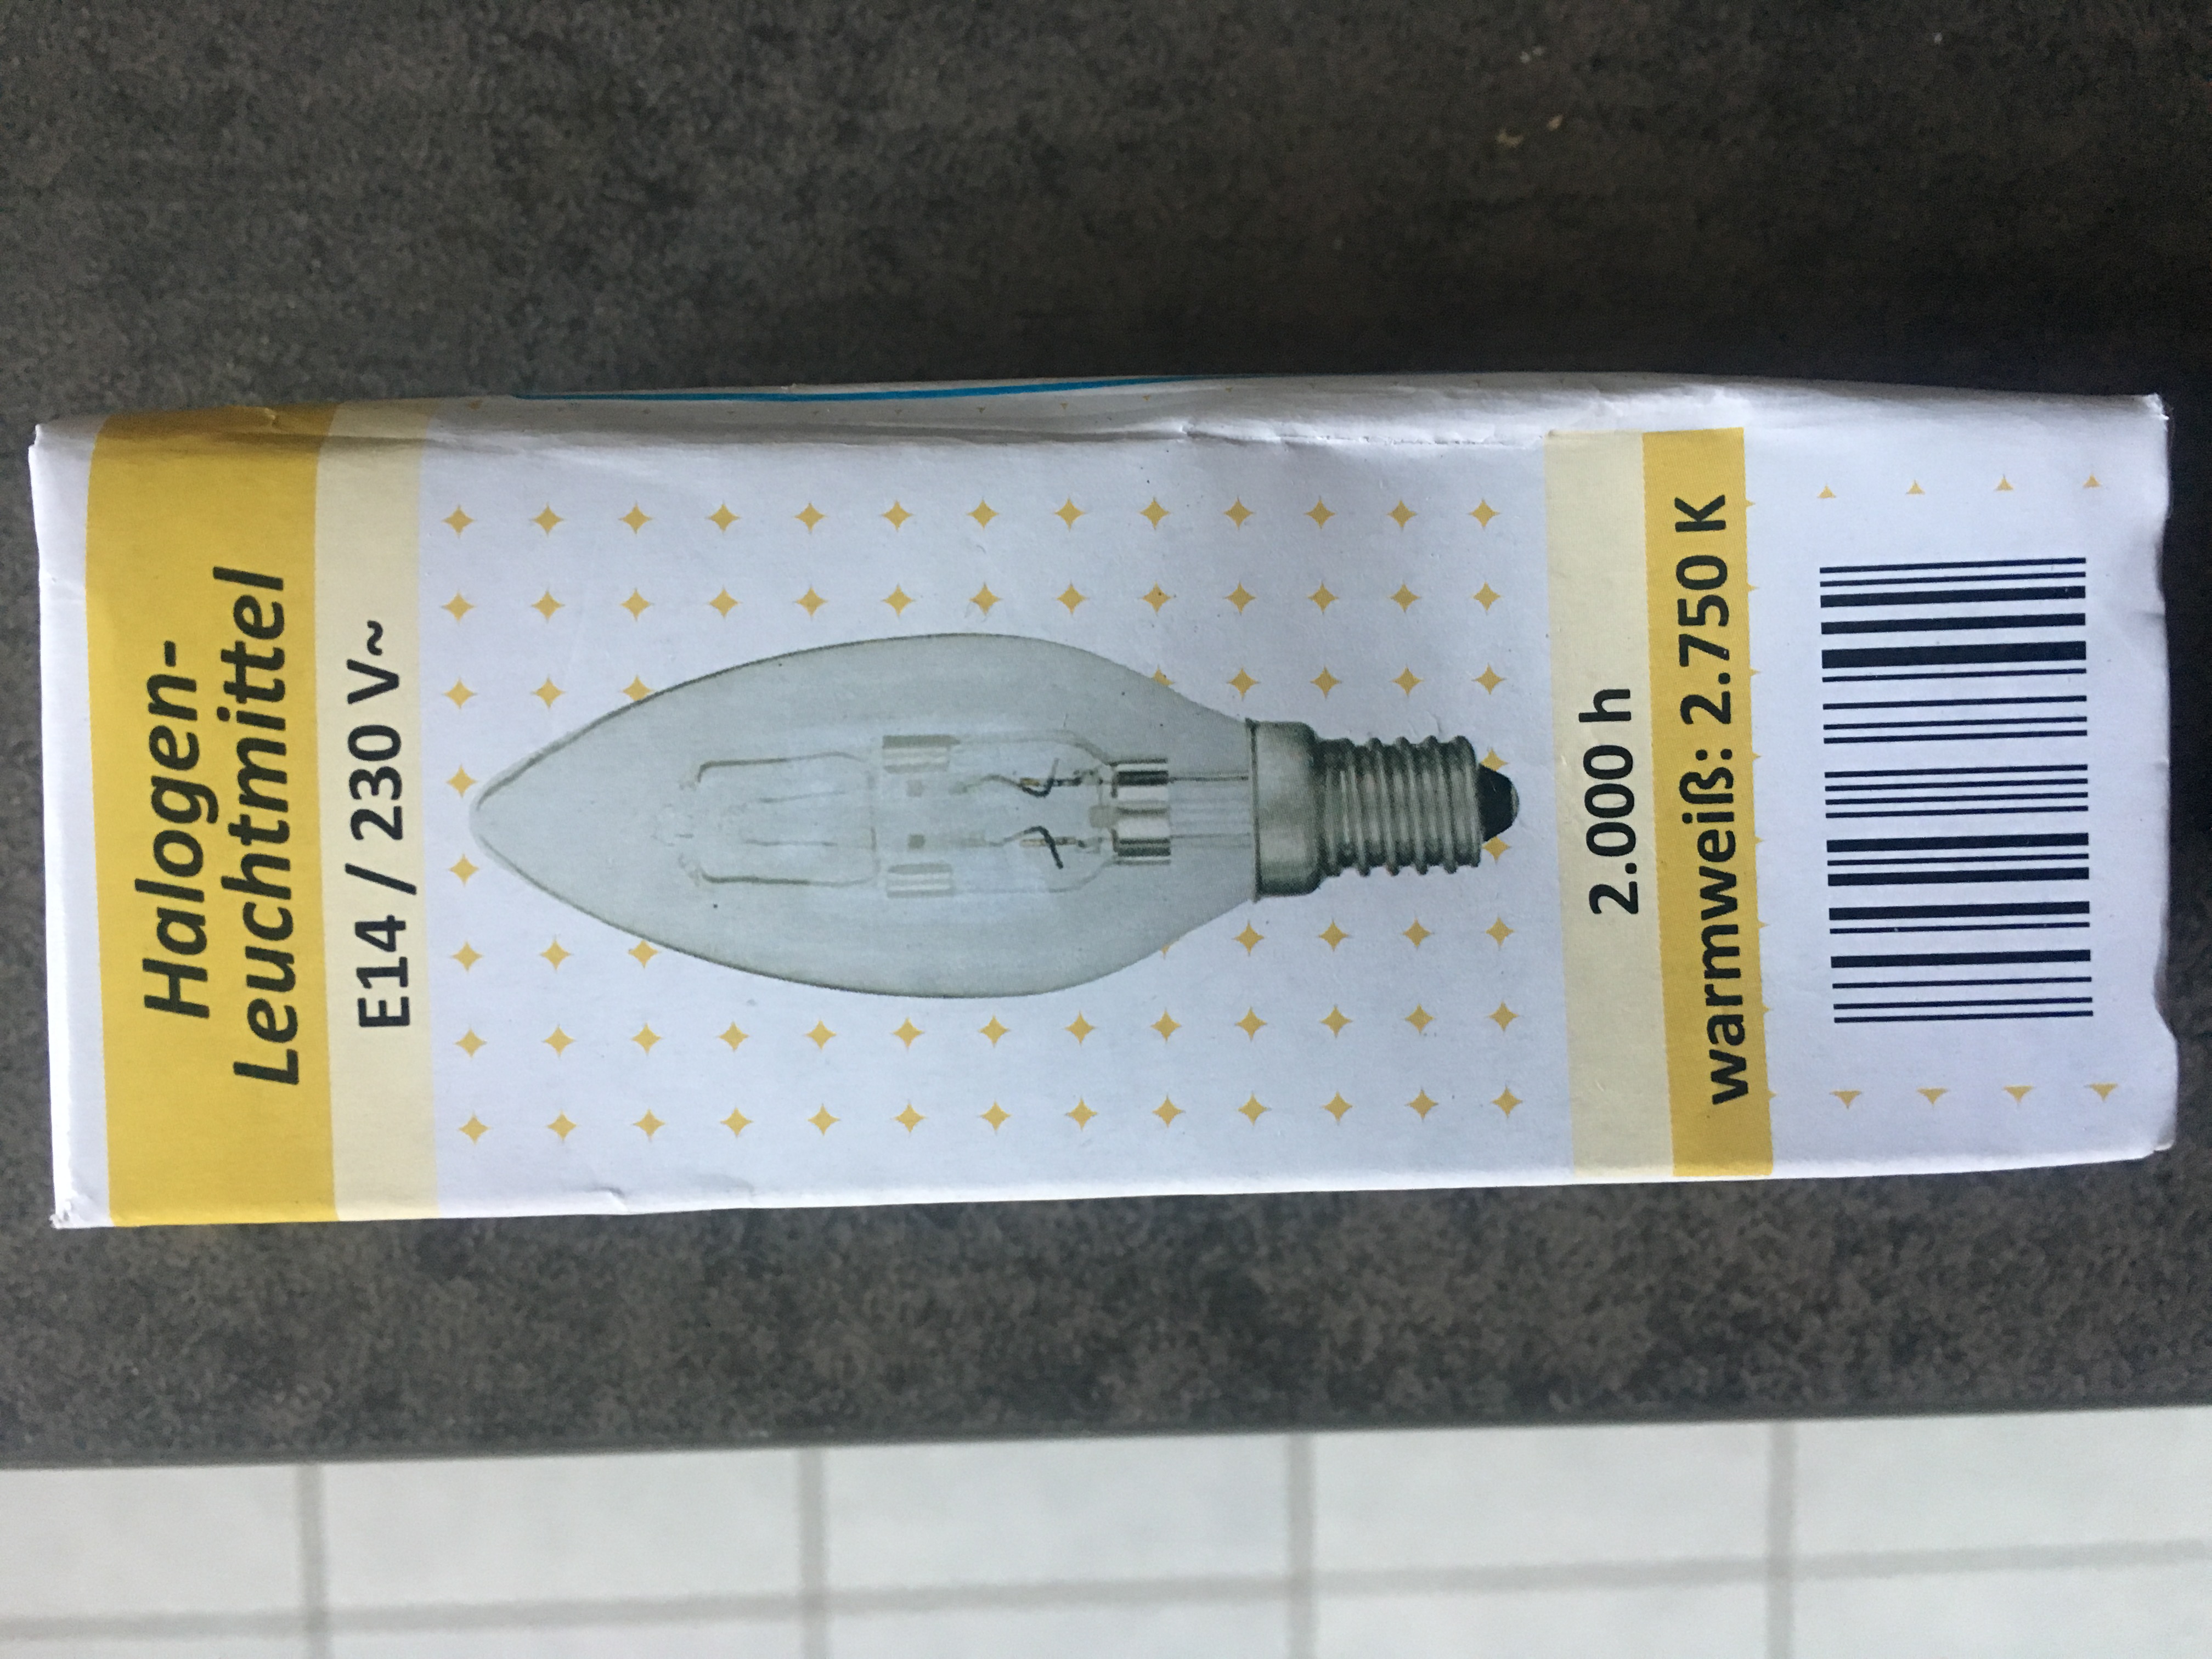 Halogen-
Leuchtmittel
E14 / 230 V~
2.000 h
warmweiß: 2.750 K